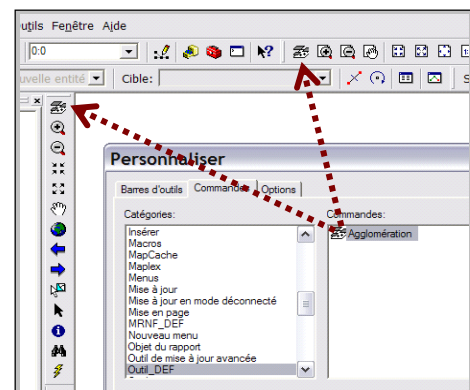 utils Fenêtre Ajde
0:0
uvelle entité Cible: S
Personnaliser
Barres d'outils Commandes Options
Catégories: Commandes:
Insérer
Macros
MapCache
Maplex
Menus
Mise à jour
Mise à jour en mode déconnecté
Mise en page
MRNF_DEF
Nouveau menu
Objet du rapport
Outil de mise à jour avancée
Outil_DEF
Agglomération